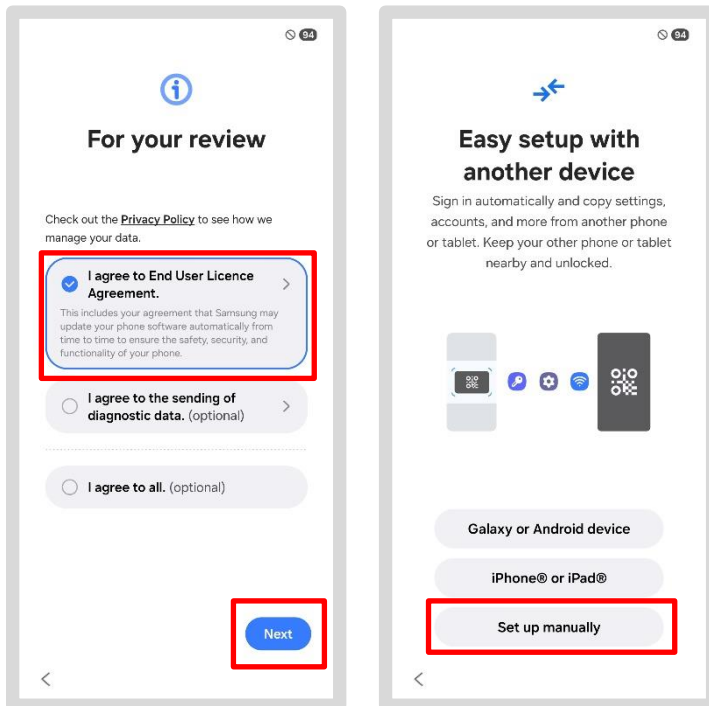 94
For your review
Check out the Privacy Policy to see how we
manage your data.
I agree to End User Licence
Agreement.
This includes your agreement that Samsung may
update your phone software automatically from
time to time to ensure the safety, security, and
functionality of your phone.
I agree to the sending of
diagnostic data. (optional)
I agree to all. (optional)
Next
94
Easy setup with
another device
Sign in automatically and copy settings,
accounts, and more from another phone
or tablet. Keep your other phone or tablet
nearby and unlocked.
Galaxy or Android device
iPhone® or iPad®
Set up manually